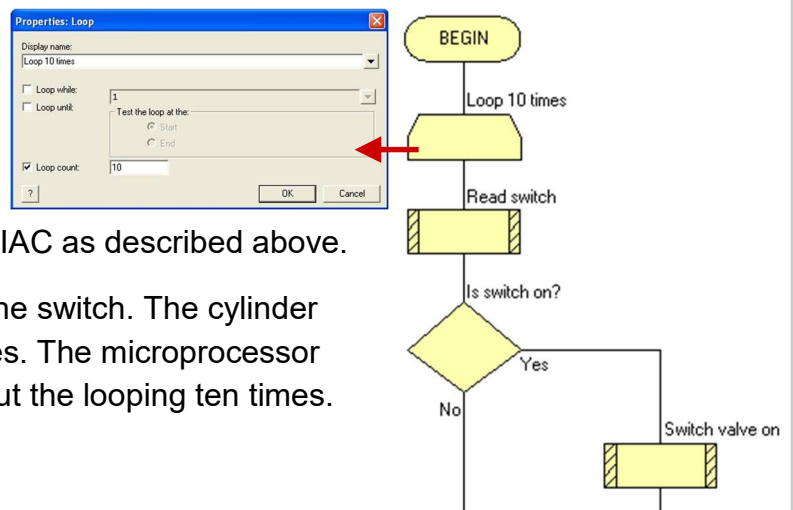 Properties: Loop
Display name:
Loop 10 times
Loop while:
1
Loop until:
Test the loop at the:
Start
End
Loop count:
10
?
OK
Cancel
IAC as described above.
ne switch. The cylinder
es. The microprocessor
ut the looping ten times.
BEGIN
Loop 10 times
Read switch
Is switch on?
Yes
No
Switch valve on